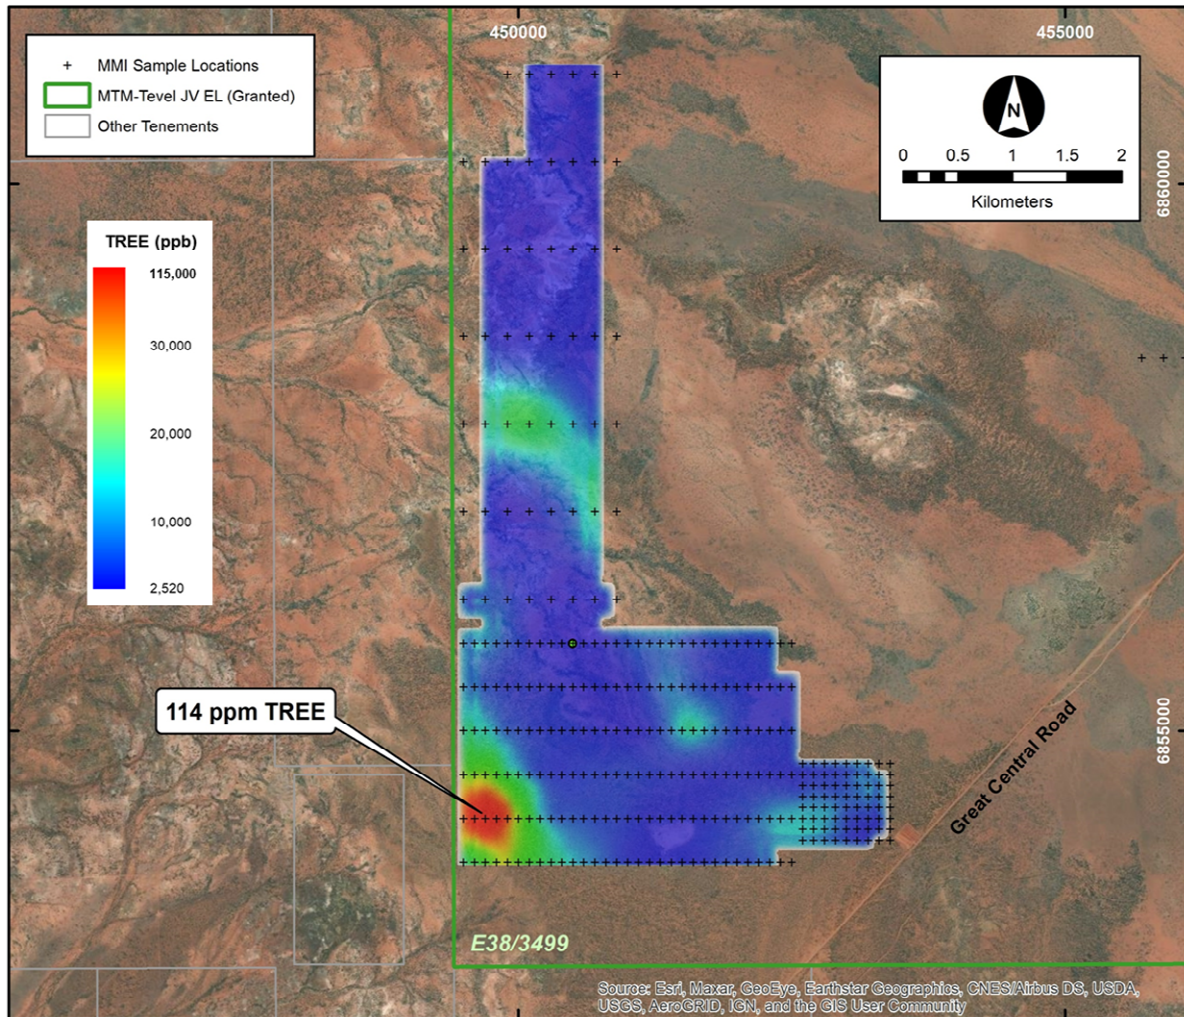 450000
455000
MMI Sample Locations
MTM-Tevel JV EL (Granted)
Other Tenements
N
0 0.5 1 1.5 2
Kilometers
6860000
TREE (ppb)
115,000
30,000
20,000
10,000
2,520
114 ppm TREE
6855000
Great Central Road
E38/3499
Source: Esri, Maxar, GeoEye, Earthstar Geographics, CNES/Airbus DS, USDA,
USGS, AeroGRID, IGN, and the GIS User Community